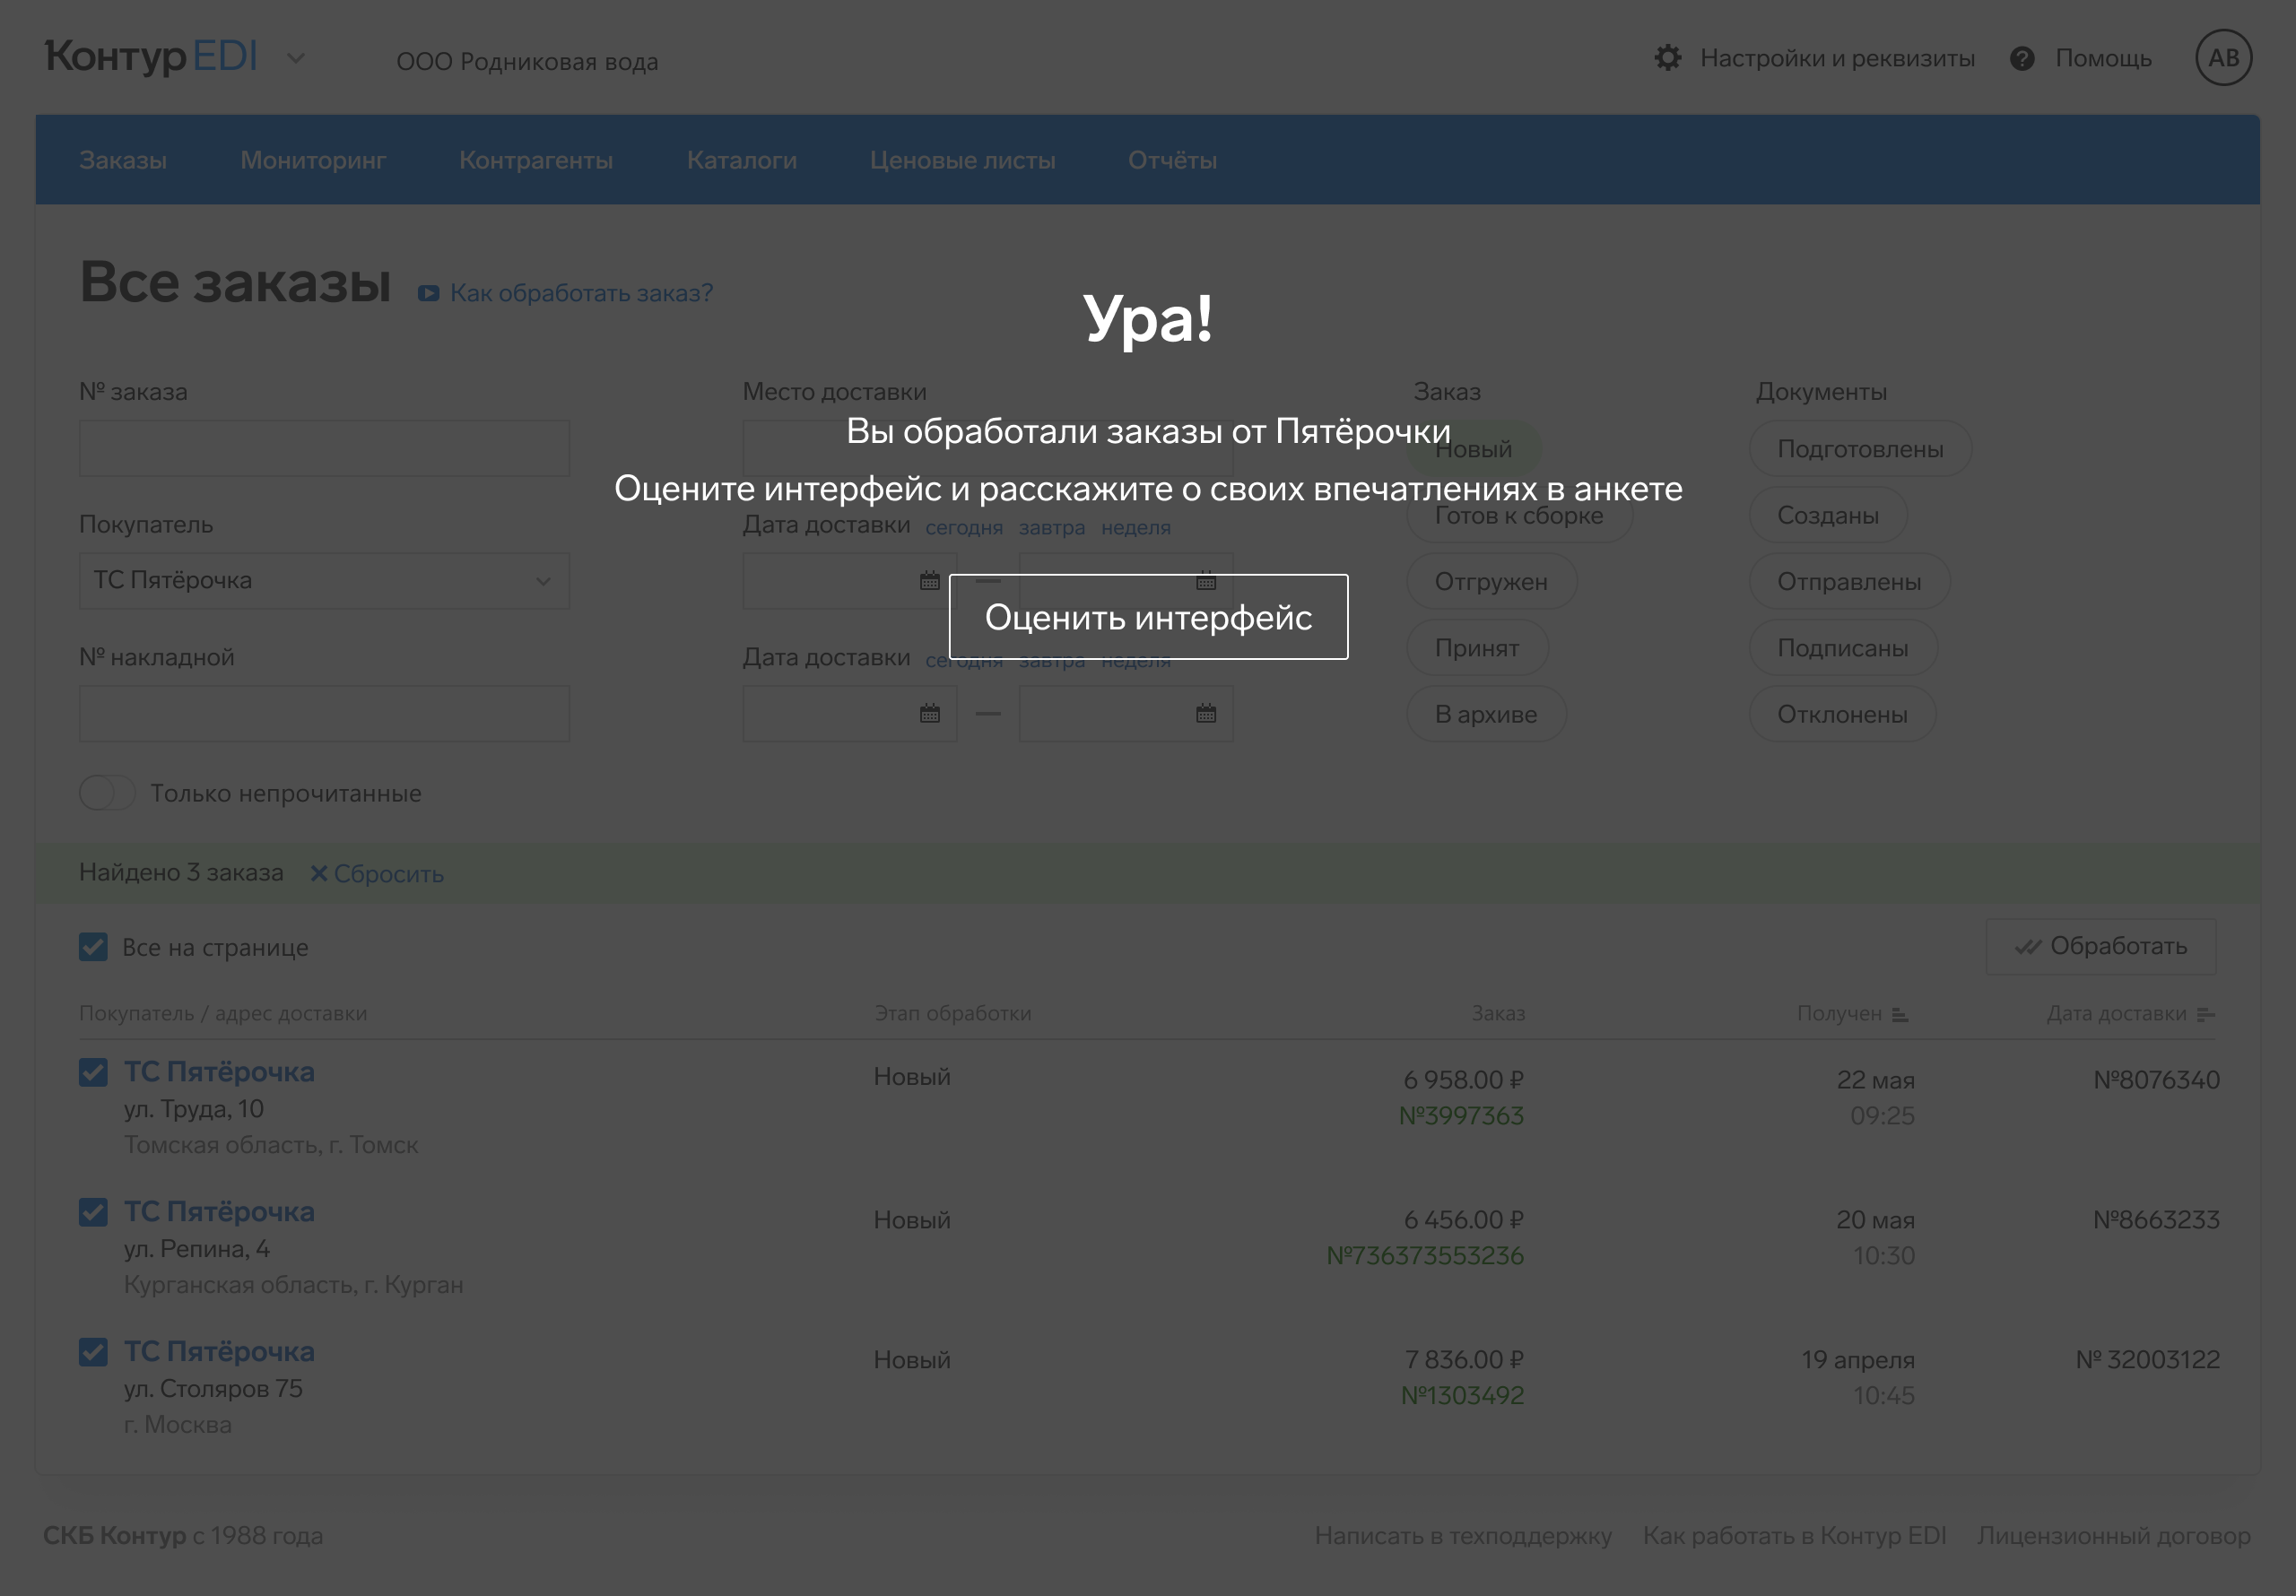 Контур EDI
ООО Родниковая вода
Настройки и реквизиты
Помощь
АВ
Заказы
Мониторинг
Контрагенты
Каталоги
Ценовые листы
Отчёты
Все заказы
Как обработать заказ?
Ура!
Вы обработали заказы от Пятёрочки
Оцените интерфейс и расскажите о своих впечатлениях в анкете
Оценить интерфейс
№ заказа
Место доставки
Заказ
Документы
Новый
Подготовлены
Покупатель
Дата доставки сегодня завтра неделя
Готов к сборке
Созданы
ТС Пятёрочка
Отгружен
Отправлены
№ накладной
Дата доставки сегодня завтра неделя
Принят
Подписаны
В архиве
Отклонены
Только непрочитанные
Найдено 3 заказа
Сбросить
Все на странице
Обработать
Покупатель / адрес доставки
Этап обработки
Заказ
Получен
Дата доставки
ТС Пятёрочка
Новый
6 958.00 ₽
22 мая
№8076340
ул. Труда, 10
№3997363
09:25
Томская область, г. Томск
ТС Пятёрочка
Новый
6 456.00 ₽
20 мая
№8663233
ул. Репина, 4
№736373553236
10:30
Курганская область, г. Курган
ТС Пятёрочка
Новый
7 836.00 ₽
19 апреля
№ 32003122
ул. Столяров 75
№1303492
10:45
г. Москва
СКБ Контур с 1988 года
Написать в техподдержку
Как работать в Контур EDI
Лицензионный договор